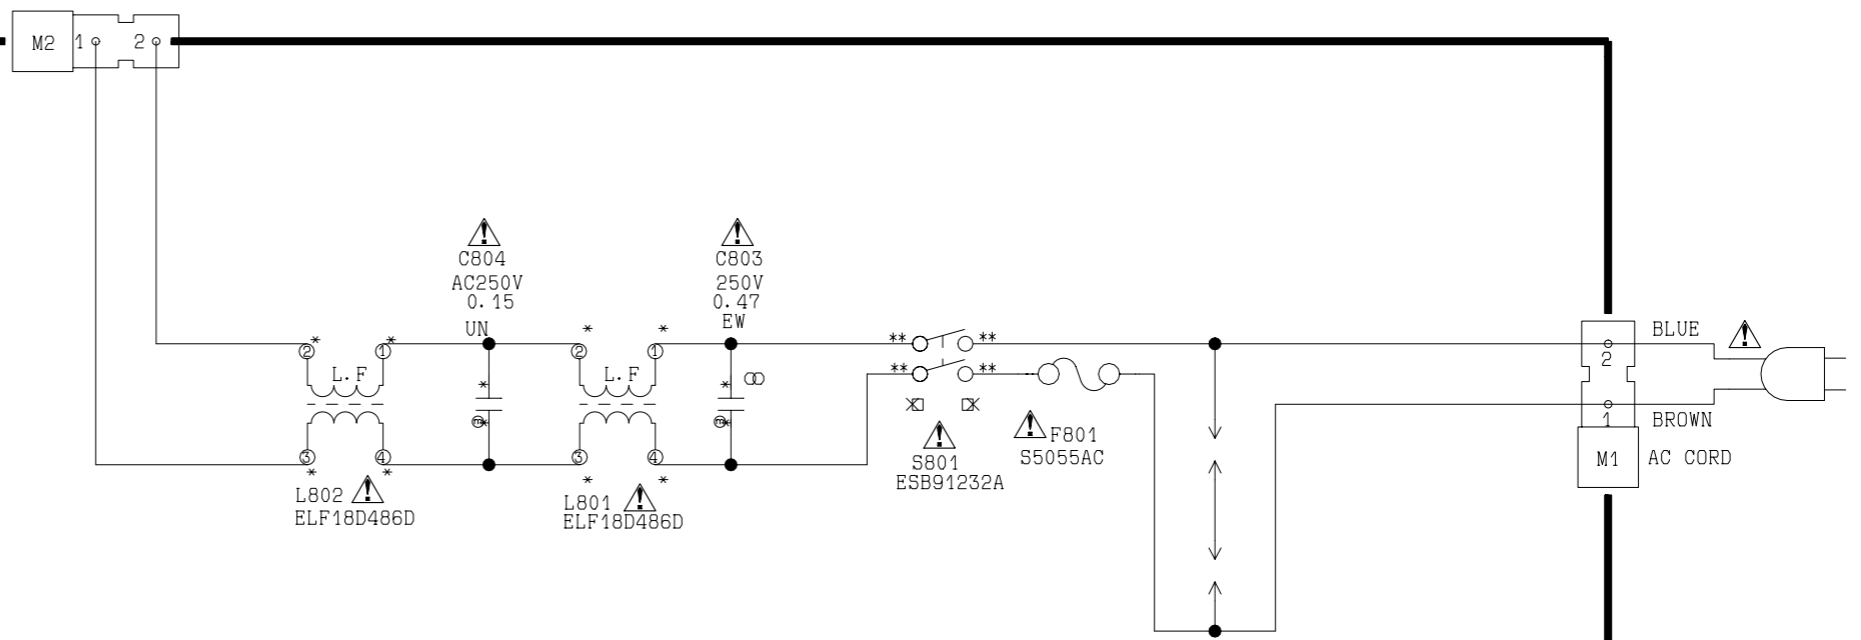 M2
1
2
C804
AC250V
0.15
UN
C803
250V
0.47
EW
* * * *
2 1 2 1
L.F
L.F
** **
** **
BLUE
2
1
BROWN
M1
AC CORD
3 4 3 4
* * * *
L802
ELF18D486D
L801
ELF18D486D
S801
ESB91232A
F801
S5055AC